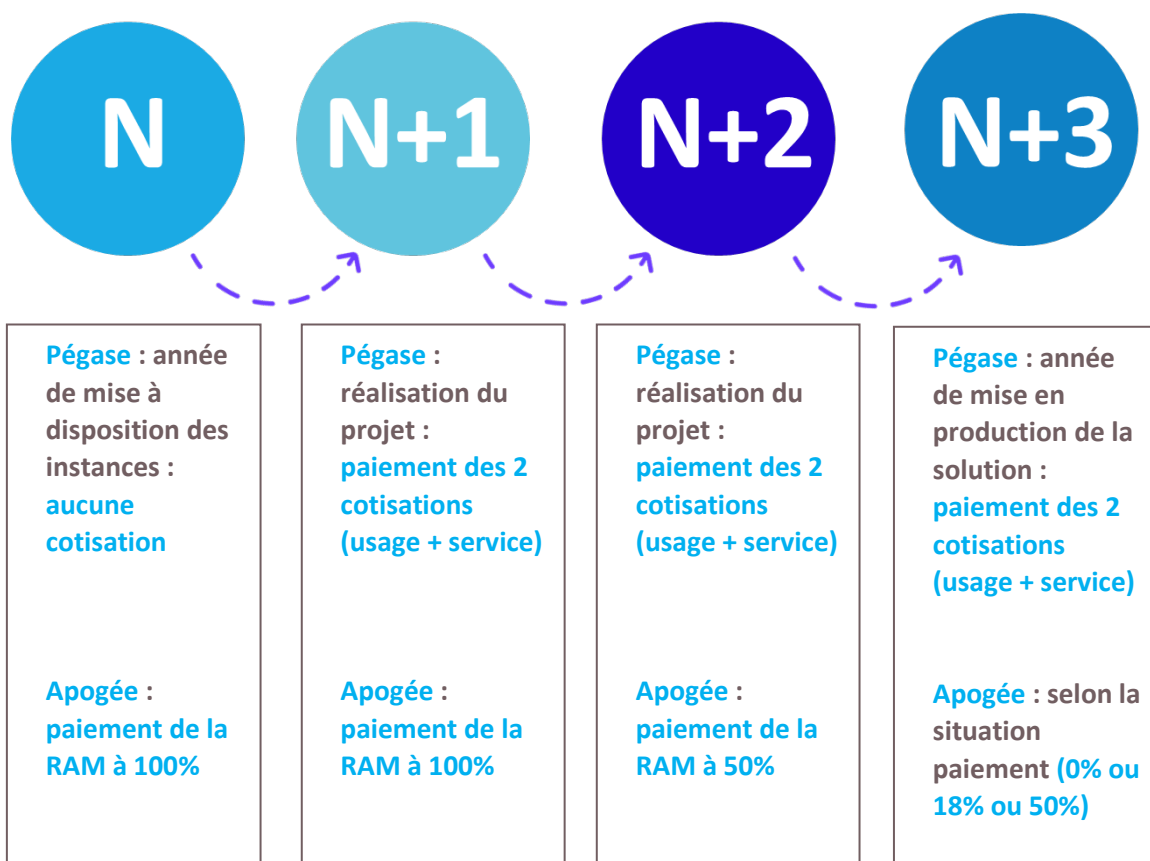 N
N+1
N+2
N+3
Pégase : année
de mise à
disposition des
instances :
aucune
cotisation
Apogée :
paiement de la
RAM à 100%
Pégase :
réalisation du
projet :
paiement des 2
cotisations
(usage + service)
Apogée :
paiement de la
RAM à 100%
Pégase :
réalisation du
projet :
paiement des 2
cotisations
(usage + service)
Apogée :
paiement de la
RAM à 50%
Pégase : année
de mise en
production de la
solution :
paiement des 2
cotisations
(usage + service)
Apogée : selon la
situation
paiement (0% ou
18% ou 50%)